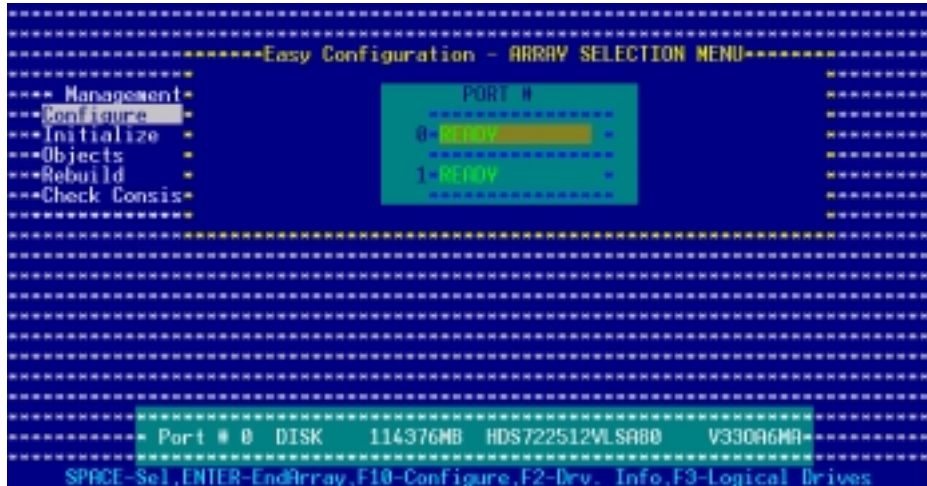 Easy Configuration - ARRAY SELECTION MENU
Management
PORT #
Configure
0 READY
Initialize
Objects
1 READY
Rebuild
Check Consis
Port # 0 DISK 114376MB HDS722512VLSA80 V33OA6MA
SPACE-Sel,ENTER-EndArray,F10-Configure,F2-Drv. Info,F3-Logical Drives